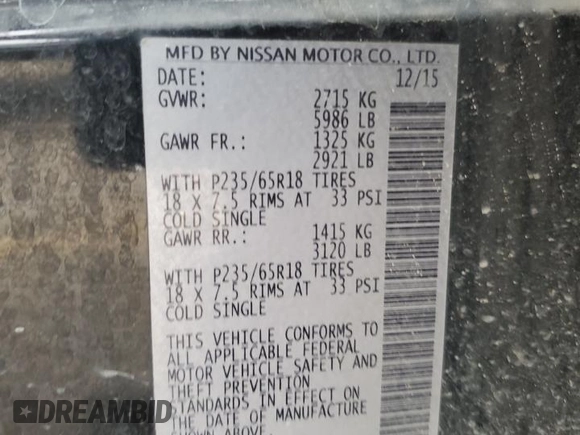 MFD BY NISSAN MOTOR CO., LTD.
DATE: 12/15
GVWR: 2715 KG
5986 LB
GAWR FR.: 1325 KG
2921 LB
WITH P235/65R18 TIRES
18 X 7.5 RIMS AT 33 PSI
COLD SINGLE
GAWR RR.: 1415 KG
3120 LB
WITH P235/65R18 TIRES
18 X 7.5 RIMS AT 33 PSI
COLD SINGLE
THIS VEHICLE CONFORMS TO
ALL APPLICABLE FEDERAL
MOTOR VEHICLE SAFETY AND
THEFT PREVENTION
STANDARDS IN EFFECT ON
THE DATE OF MANUFACTURE
SHOWN ABOVE.
DREAMBID